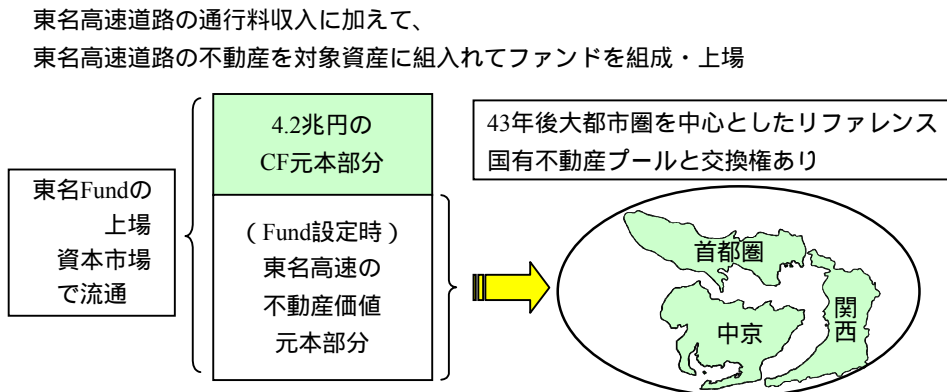 東名高速道路の通行料収入に加えて、
東名高速道路の不動産を対象資産に組入れてファンドを組成・上場
東名Fundの
上場
資本市場
で流通
4.2兆円の
CF元本部分
(Fund設定時)
東名高速の
不動産価値
元本部分
43年後大都市圏を中心としたリファレンス
国有不動産プールと交換権あり
首都圏
中京
関
西